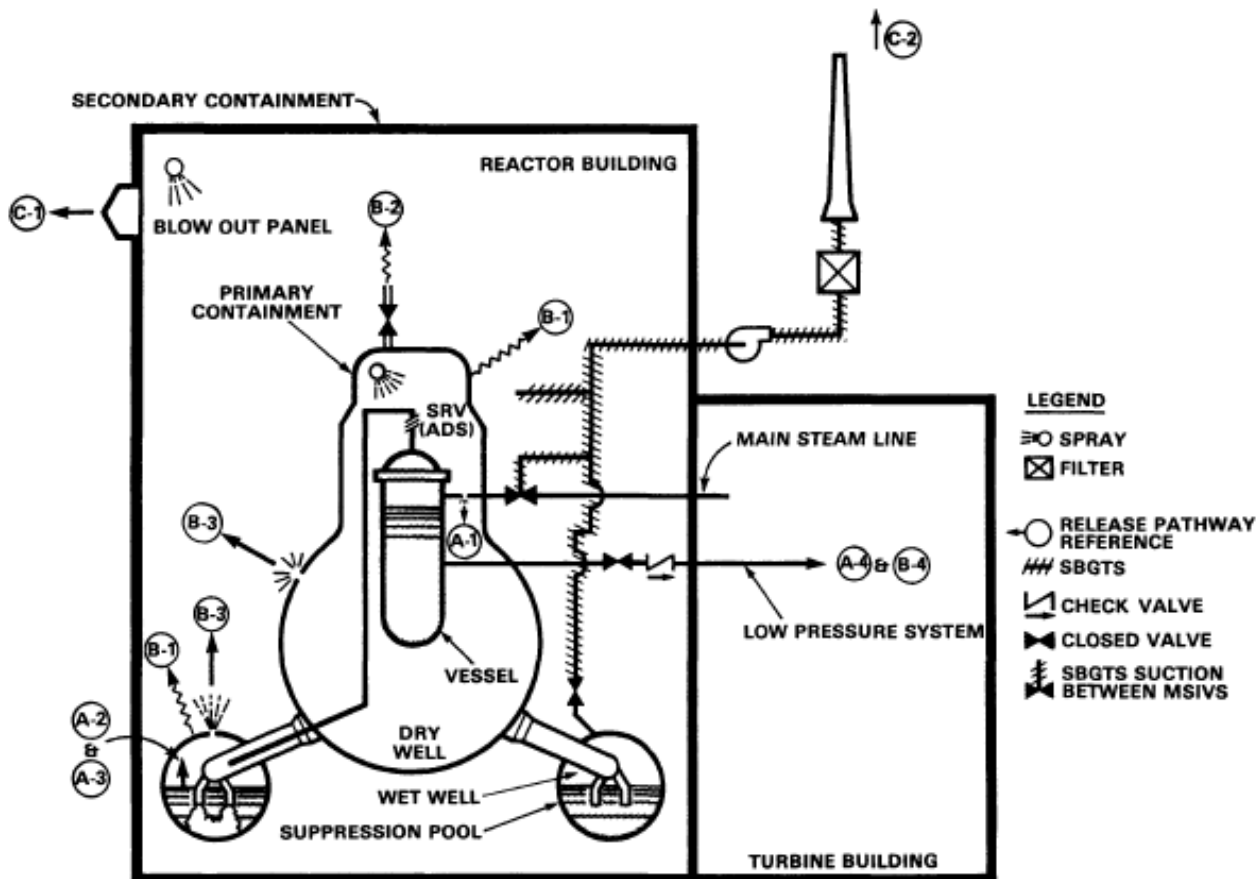 C-2
SECONDARY CONTAINMENT
REACTOR BUILDING
C-1
BLOW OUT PANEL
B-2
PRIMARY
CONTAINMENT
B-1
SRV
(ADS)
MAIN STEAM LINE
LEGEND
SPRAY
FILTER
RELEASE PATHWAY
REFERENCE
SBGTS
CHECK VALVE
CLOSED VALVE
SBGTS SUCTION
BETWEEN MSIVS
B-3
A-1
A-4 & B-4
LOW PRESSURE SYSTEM
B-3
B-1
VESSEL
A-2
&
A-3
DRY
WELL
WET WELL
SUPPRESSION POOL
TURBINE BUILDING